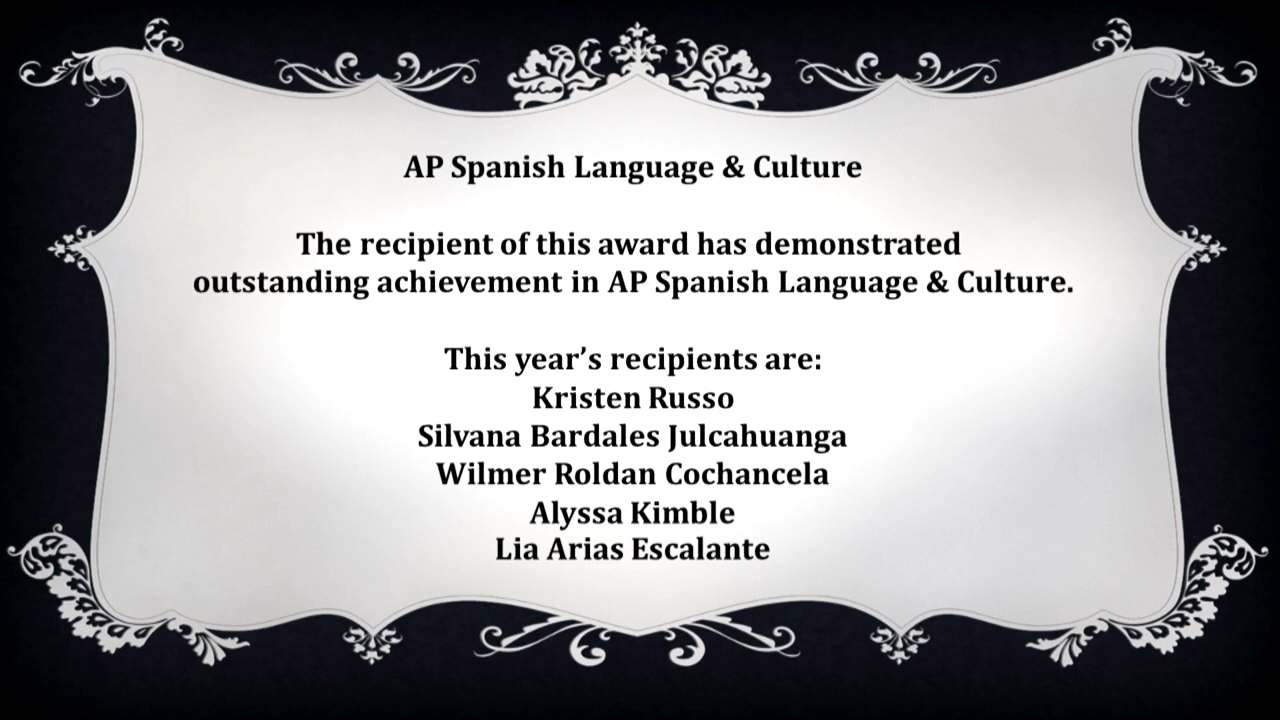 AP Spanish Language & Culture
The recipient of this award has demonstrated
outstanding achievement in AP Spanish Language & Culture.
This year’s recipients are:
Kristen Russo
Silvana Bardales Julcahuanga
Wilmer Roldan Cochancela
Alyssa Kimble
Lia Arias Escalante